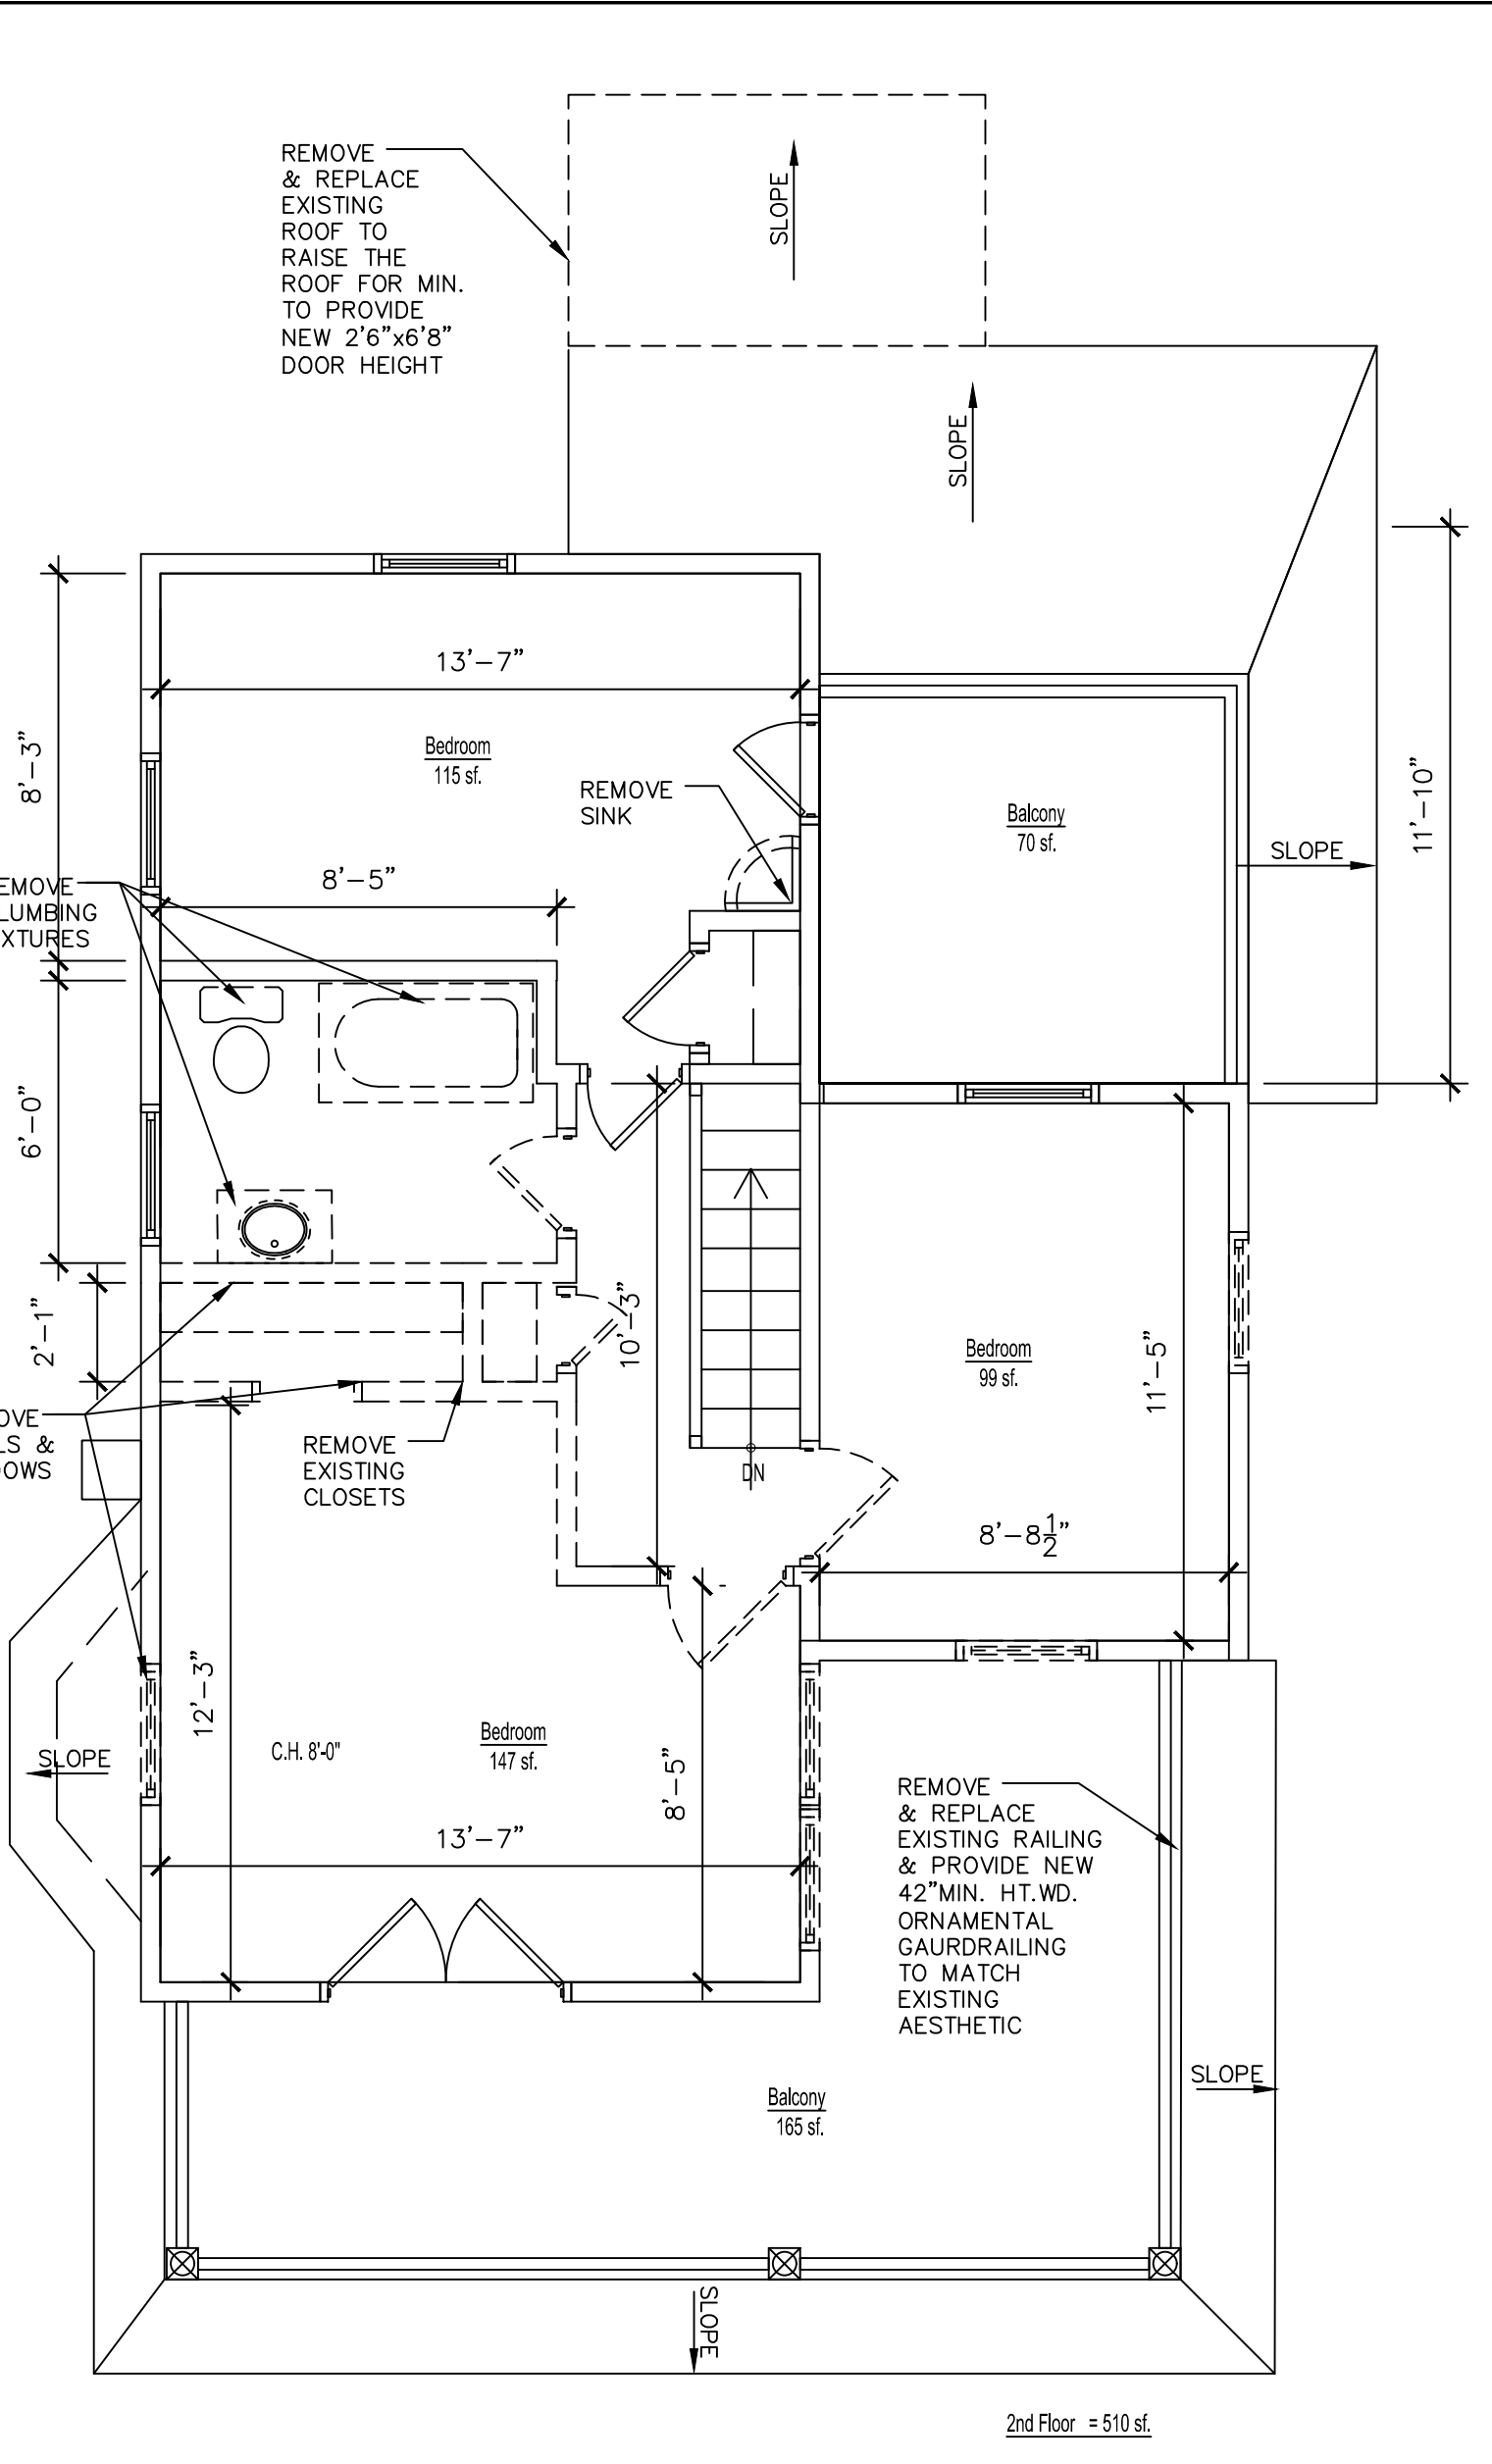 REMOVE
& REPLACE
EXISTING
ROOF TO
RAISE THE
ROOF FOR MIN.
TO PROVIDE
NEW 2'6"x6'8"
DOOR HEIGHT
SLOPE
SLOPE
13'-7"
8'-3"
Bedroom
115 sf.
REMOVE
SINK
Balcony
70 sf.
SLOPE
11'-10"
8'-5"
EMOVE
LUMBING
XTURES
6'-0"
2'-1"
10'-3"
Bedroom
99 sf.
11'-5"
OVE
LS &
DOWS
REMOVE
EXISTING
CLOSETS
DN
8'-8 1/2"
12'-3"
SLOPE
C.H. 8'-0"
Bedroom
147 sf.
8'-5"
13'-7"
REMOVE
& REPLACE
EXISTING RAILING
& PROVIDE NEW
42"MIN. HT.WD.
ORNAMENTAL
GAURDRAILING
TO MATCH
EXISTING
AESTHETIC
SLOPE
Balcony
165 sf.
SLOPE
2nd Floor = 510 sf.